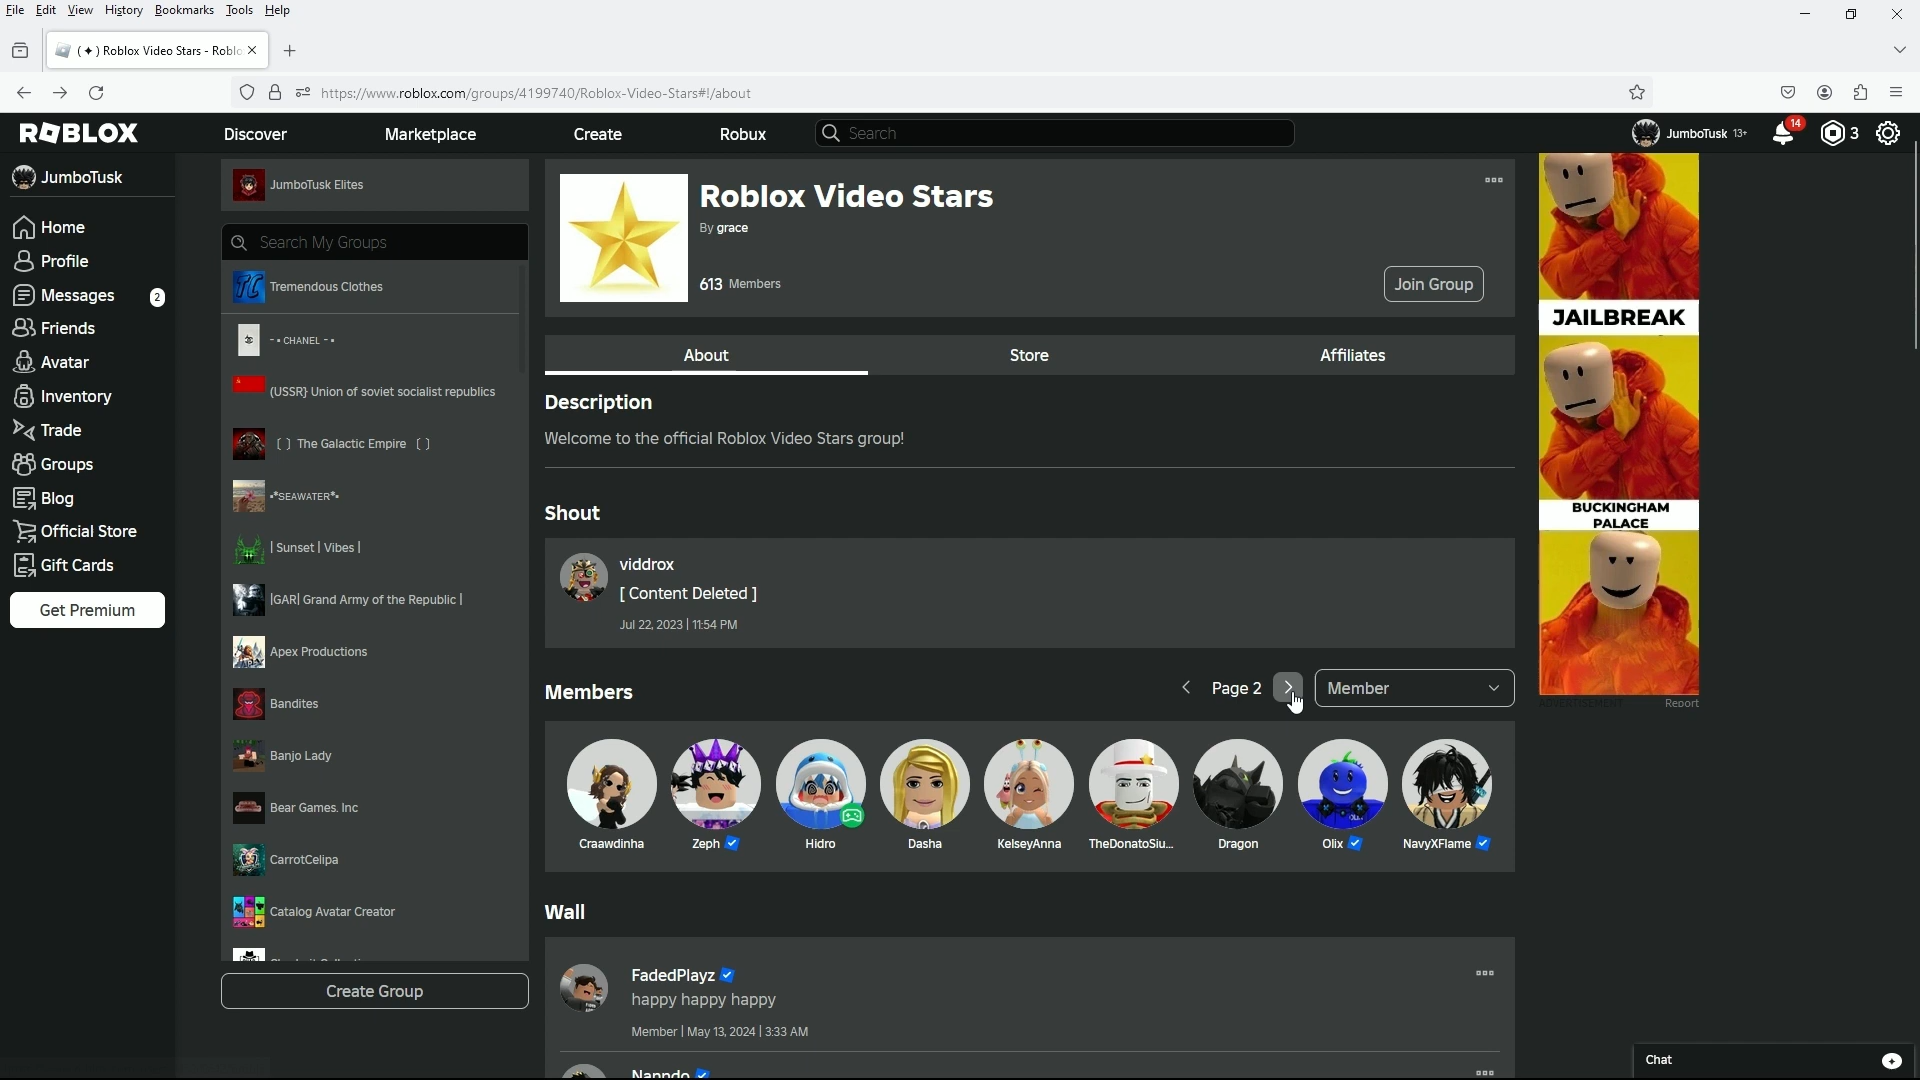 File Edit View History Bookmarks Tools Help
( ✦ ) Roblox Video Stars - Roblo
https://www.roblox.com/groups/4199740/Roblox-Video-Stars#!/about
ROBLOX Discover Marketplace Create Robux Search JumboTusk 13+ 14 3
JumboTusk
Home
Profile
Messages 2
Friends
Avatar
Inventory
Trade
Groups
Blog
Official Store
Gift Cards
Get Premium
JumboTusk Elites
Search My Groups
TC Tremendous Clothes
- • CHANEL - •
(USSR} Union of soviet socialist republics
〔 〕 The Galactic Empire 〔 〕
•*SEAWATER*•
| Sunset | Vibes |
|GAR| Grand Army of the Republic |
Apex Productions
Bandites
Banjo Lady
Bear Games. Inc
CarrotCelipa
Catalog Avatar Creator
Create Group
Roblox Video Stars
By grace
613 Members
Join Group
About Store Affiliates
Description
Welcome to the official Roblox Video Stars group!
Shout
viddrox
[ Content Deleted ]
Jul 22, 2023 | 11:54 PM
Members Page 2 Member
Craawdinha Zeph Hidro Dasha KelseyAnna TheDonatoSiu... Dragon Olix NavyXFlame
Wall
FadedPlayz
happy happy happy
Member | May 13, 2024 | 3:33 AM
Nanndo
JAILBREAK
BUCKINGHAM
PALACE
ADVERTISEMENT Report
Chat